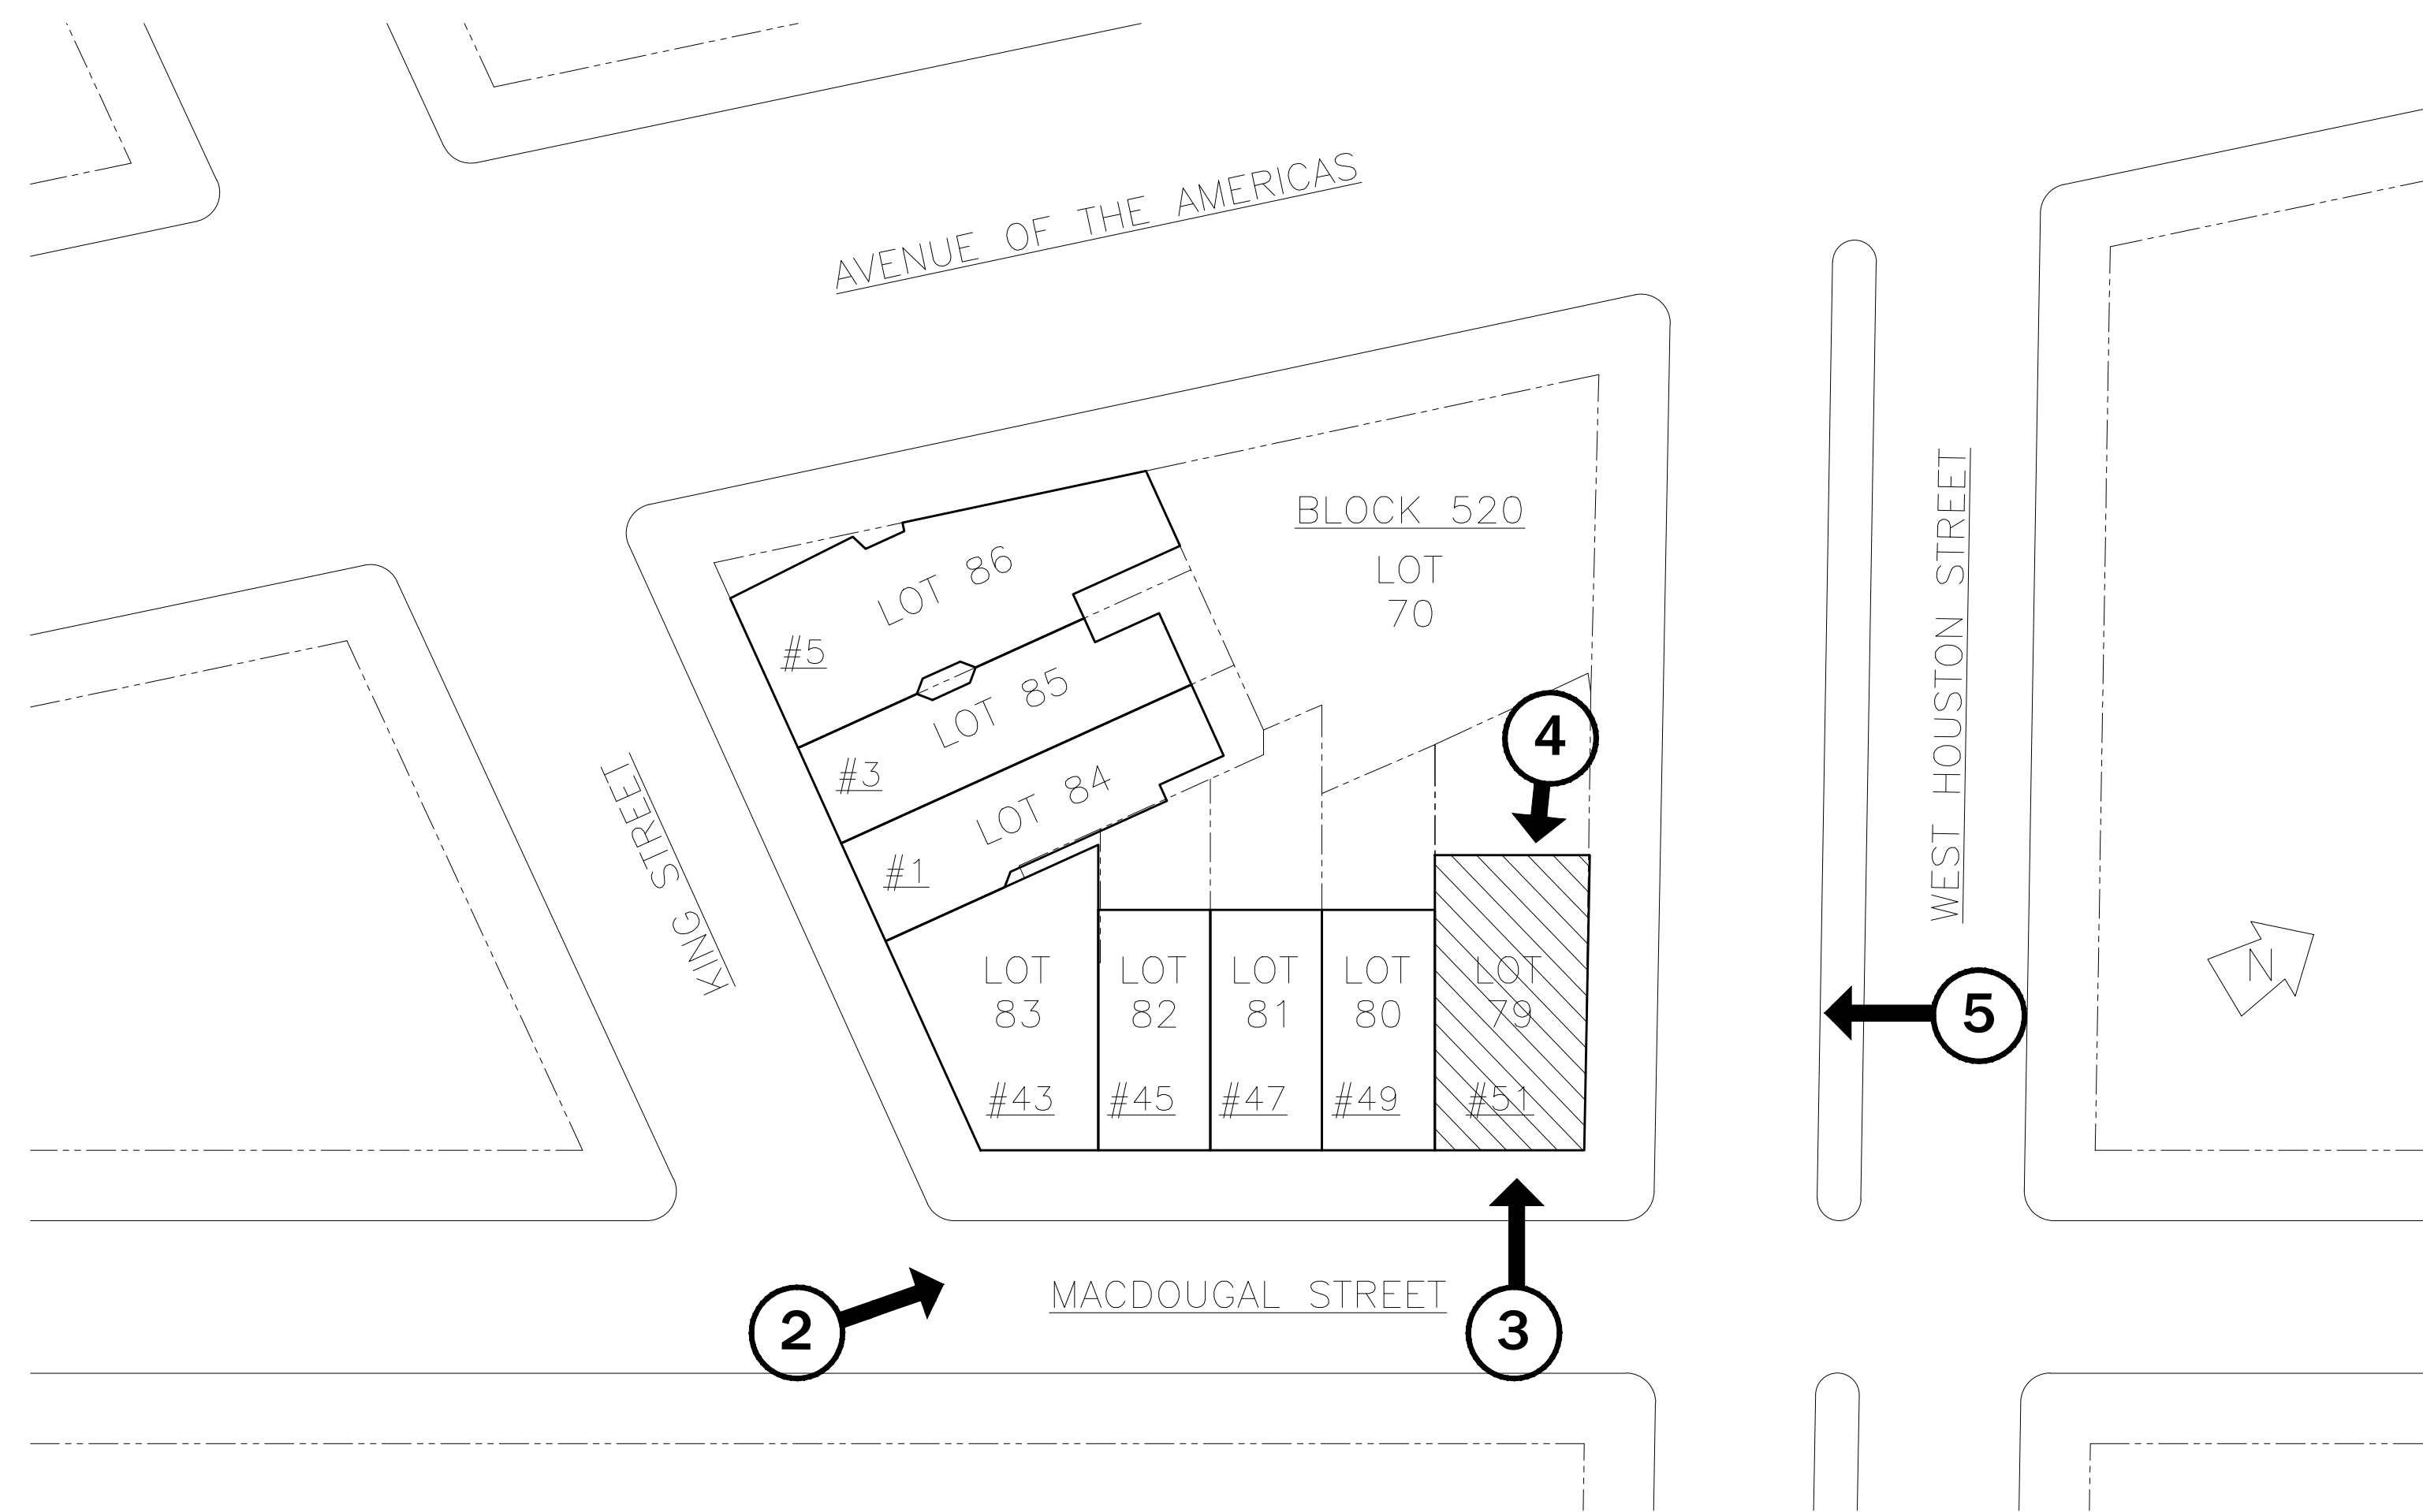 AVENUE OF THE AMERICAS
BLOCK 520
LOT
70
LOT 86
#5
LOT 85
#3
LOT 84
#1
4
KING STREET
WEST HOUSTON STREET
N
5
LOT
83
#43
LOT
82
#45
LOT
81
#47
LOT
80
#49
LOT
79
#51
2
MACDOUGAL STREET
3